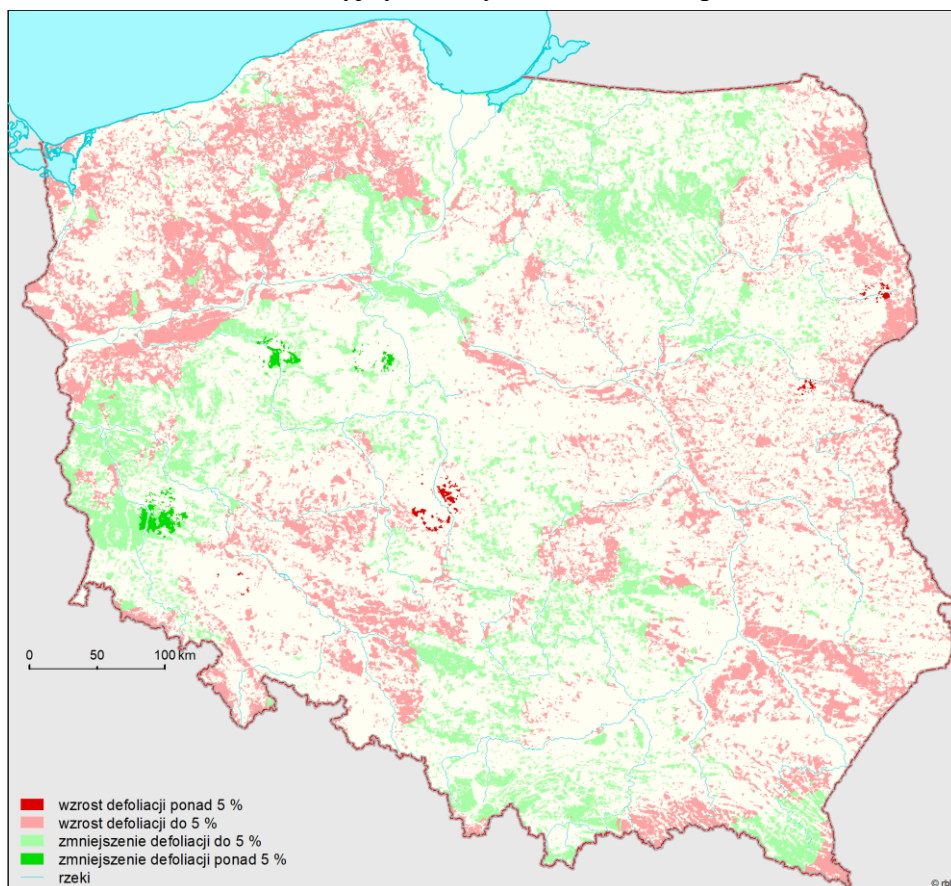 0 50 100 km
wzrost defoliacji ponad 5 %
wzrost defoliacji do 5 %
zmniejszenie defoliacji do 5 %
zmniejszenie defoliacji ponad 5 %
rzeki